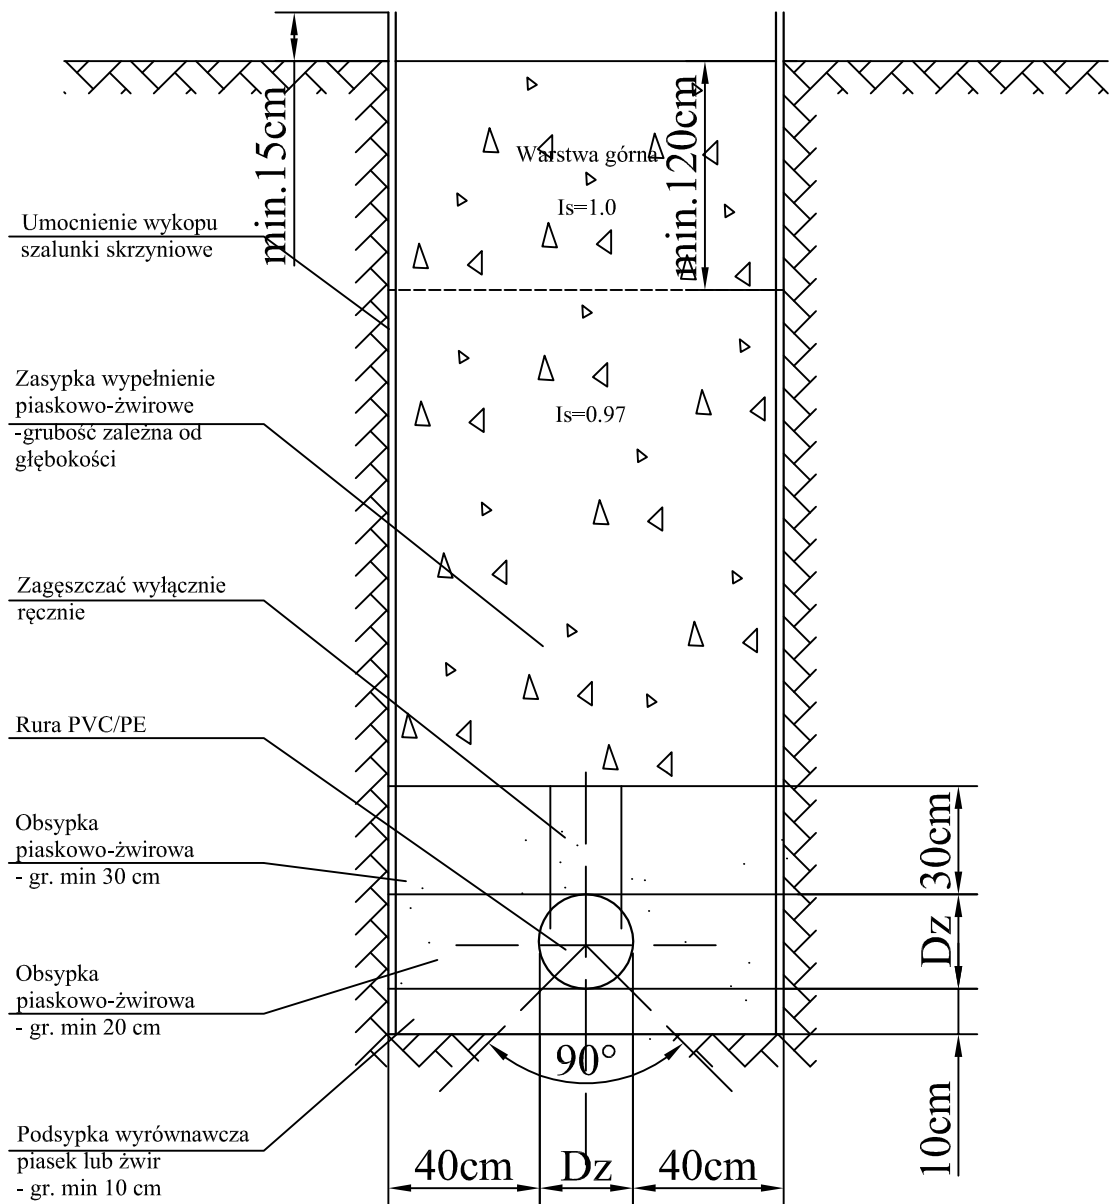 min.15cm
min.120cm
Warstwa górna
Is=1.0
Umocnienie wykopu
szalunki skrzyniowe
Zasypka wypełnienie
piaskowo-żwirowe
-grubość zależna od
głębokości
Is=0.97
Zagęszczać wyłącznie
ręcznie
Rura PVC/PE
Obsypka
piaskowo-żwirowa
- gr. min 30 cm
30cm
Dz
Obsypka
piaskowo-żwirowa
- gr. min 20 cm
90°
10cm
Podsypka wyrównawcza
piasek lub żwir
- gr. min 10 cm
40cm
Dz
40cm